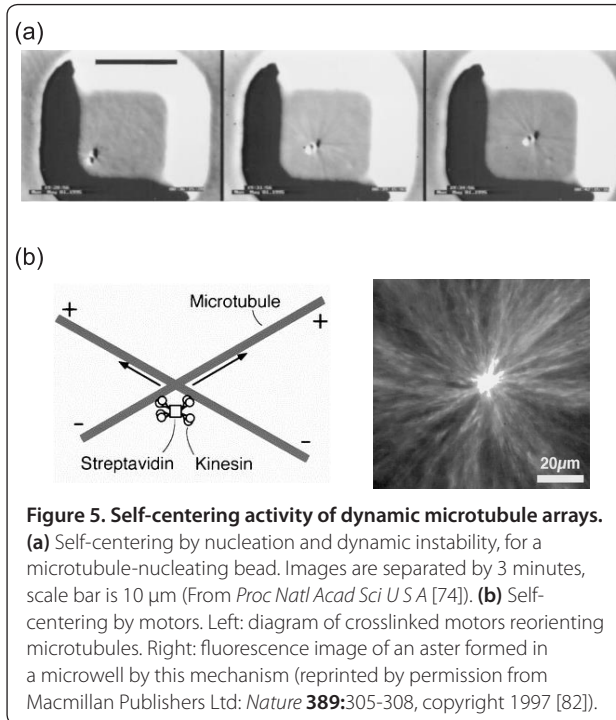 (a)
(b)
+
Microtubule
+
–
–
Streptavidin
Kinesin
20µm
Figure 5. Self-centering activity of dynamic microtubule arrays.
(a) Self-centering by nucleation and dynamic instability, for a
microtubule-nucleating bead. Images are separated by 3 minutes,
scale bar is 10 µm (From Proc Natl Acad Sci U S A [74]). (b) Self-
centering by motors. Left: diagram of crosslinked motors reorienting
microtubules. Right: fluorescence image of an aster formed in
a microwell by this mechanism (reprinted by permission from
Macmillan Publishers Ltd: Nature 389:305-308, copyright 1997 [82]).